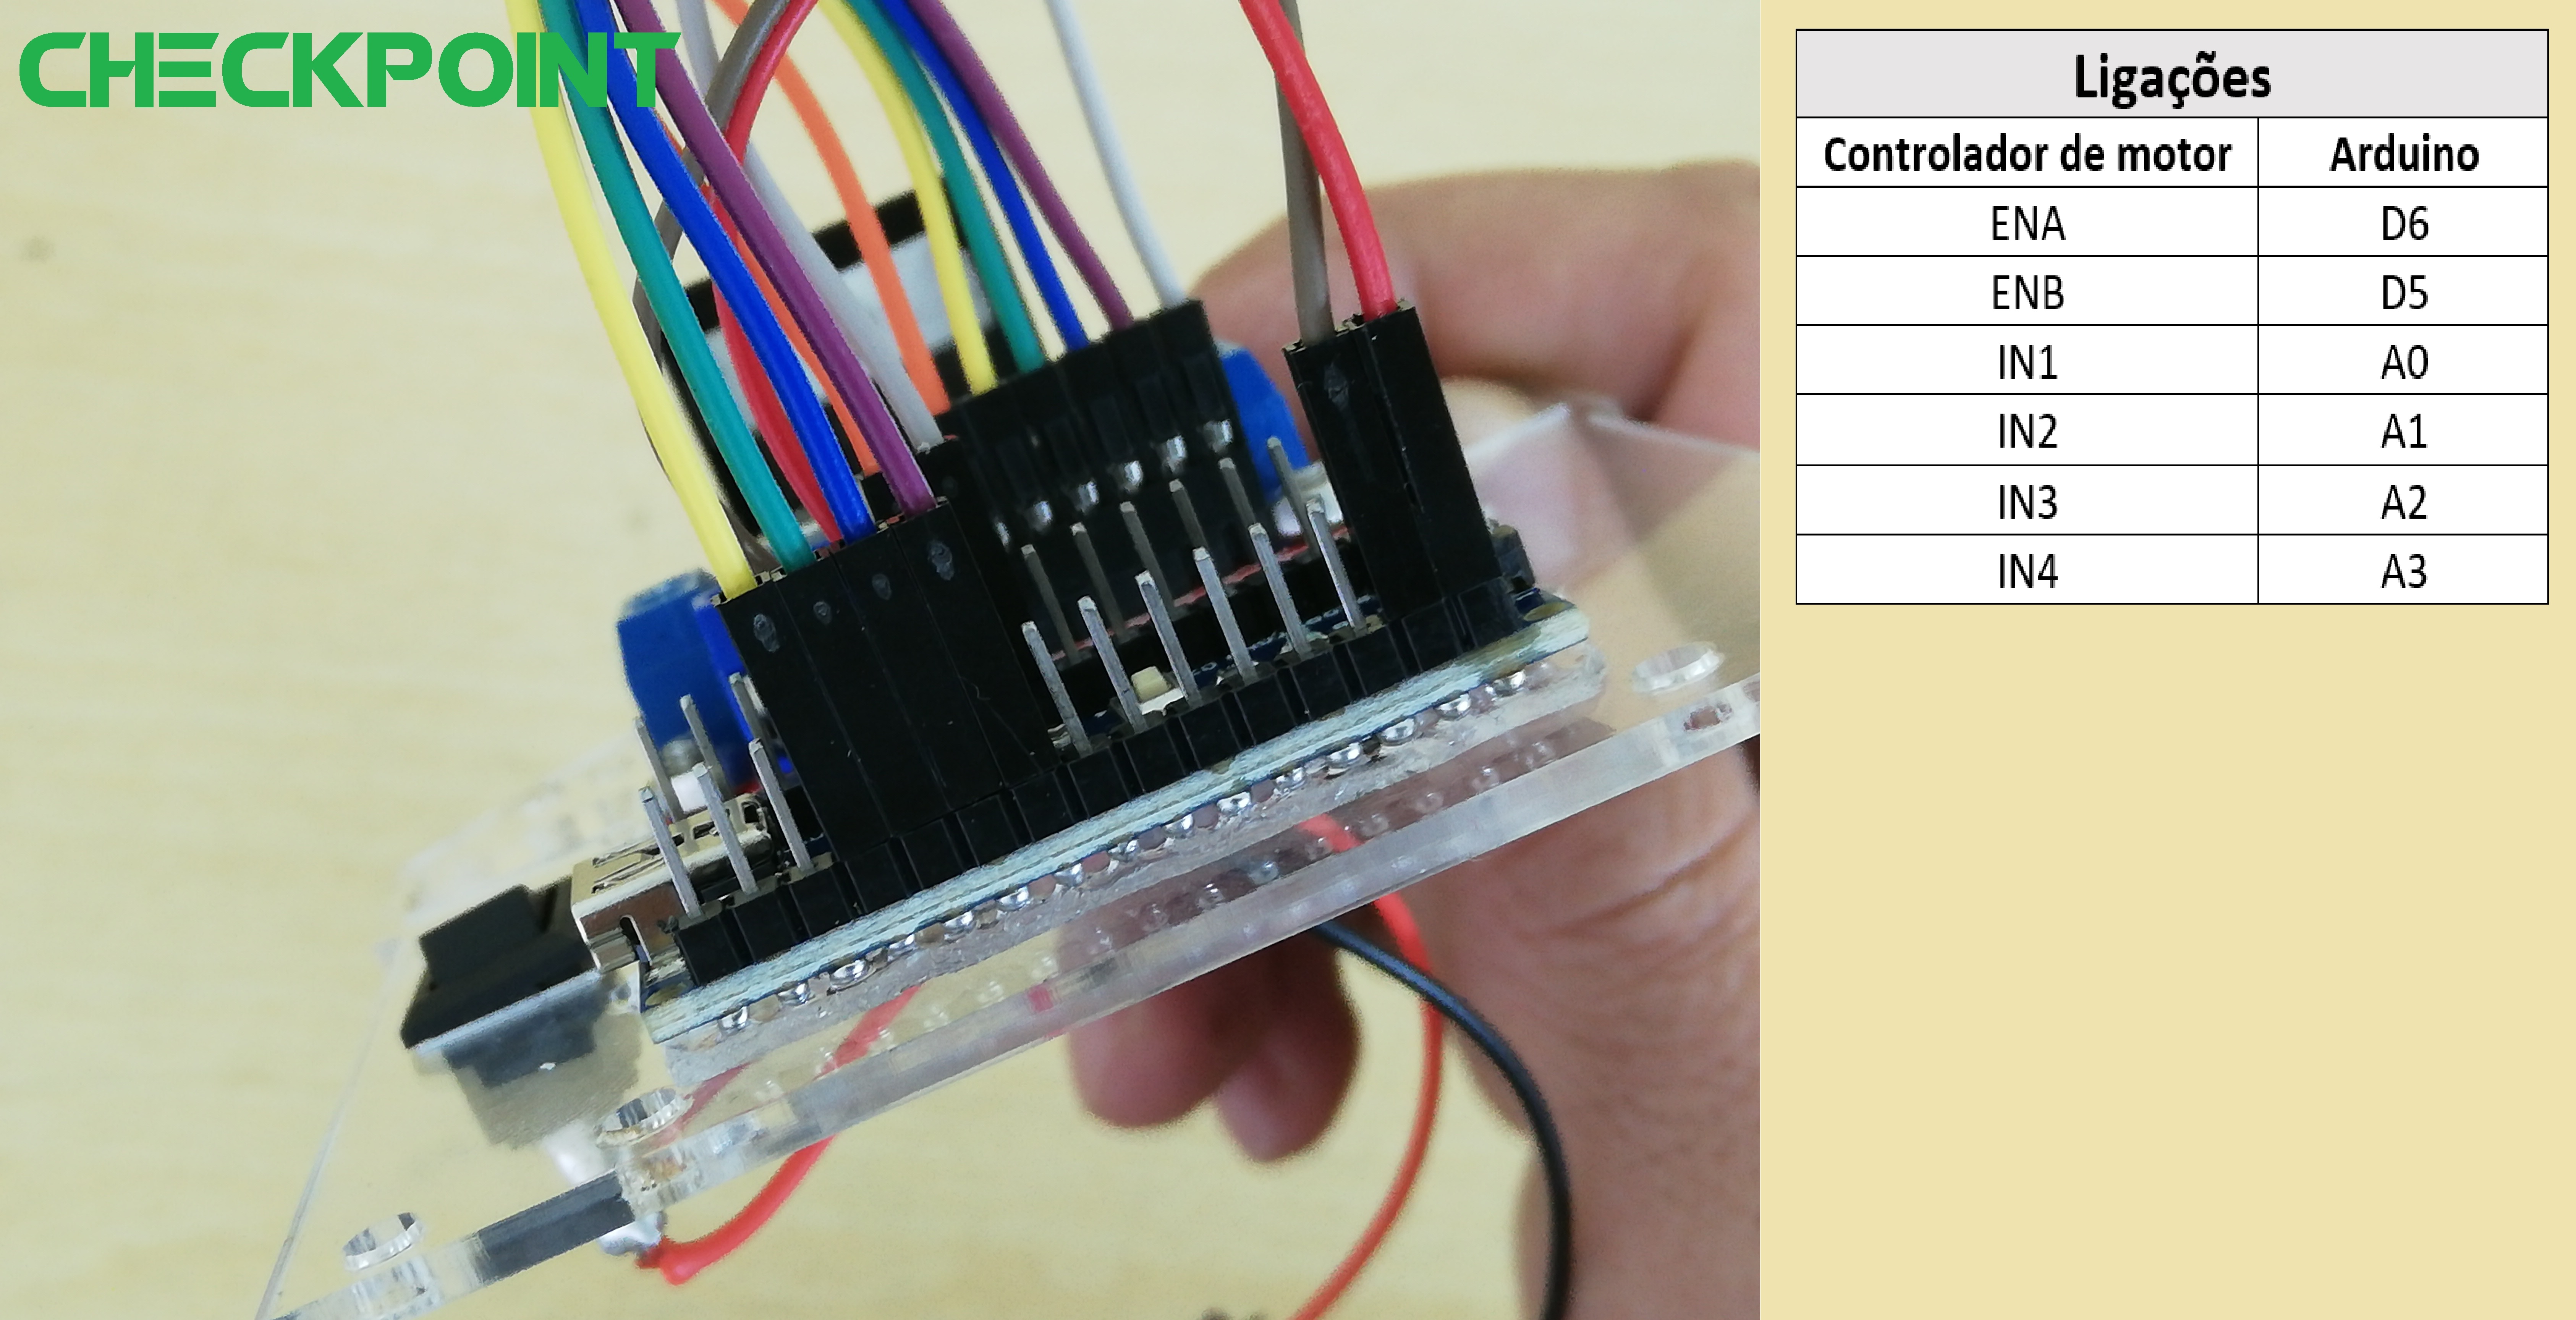 CHECKPOINT
Ligações
Controlador de motor Arduino
ENA D6
ENB D5
IN1 A0
IN2 A1
IN3 A2
IN4 A3